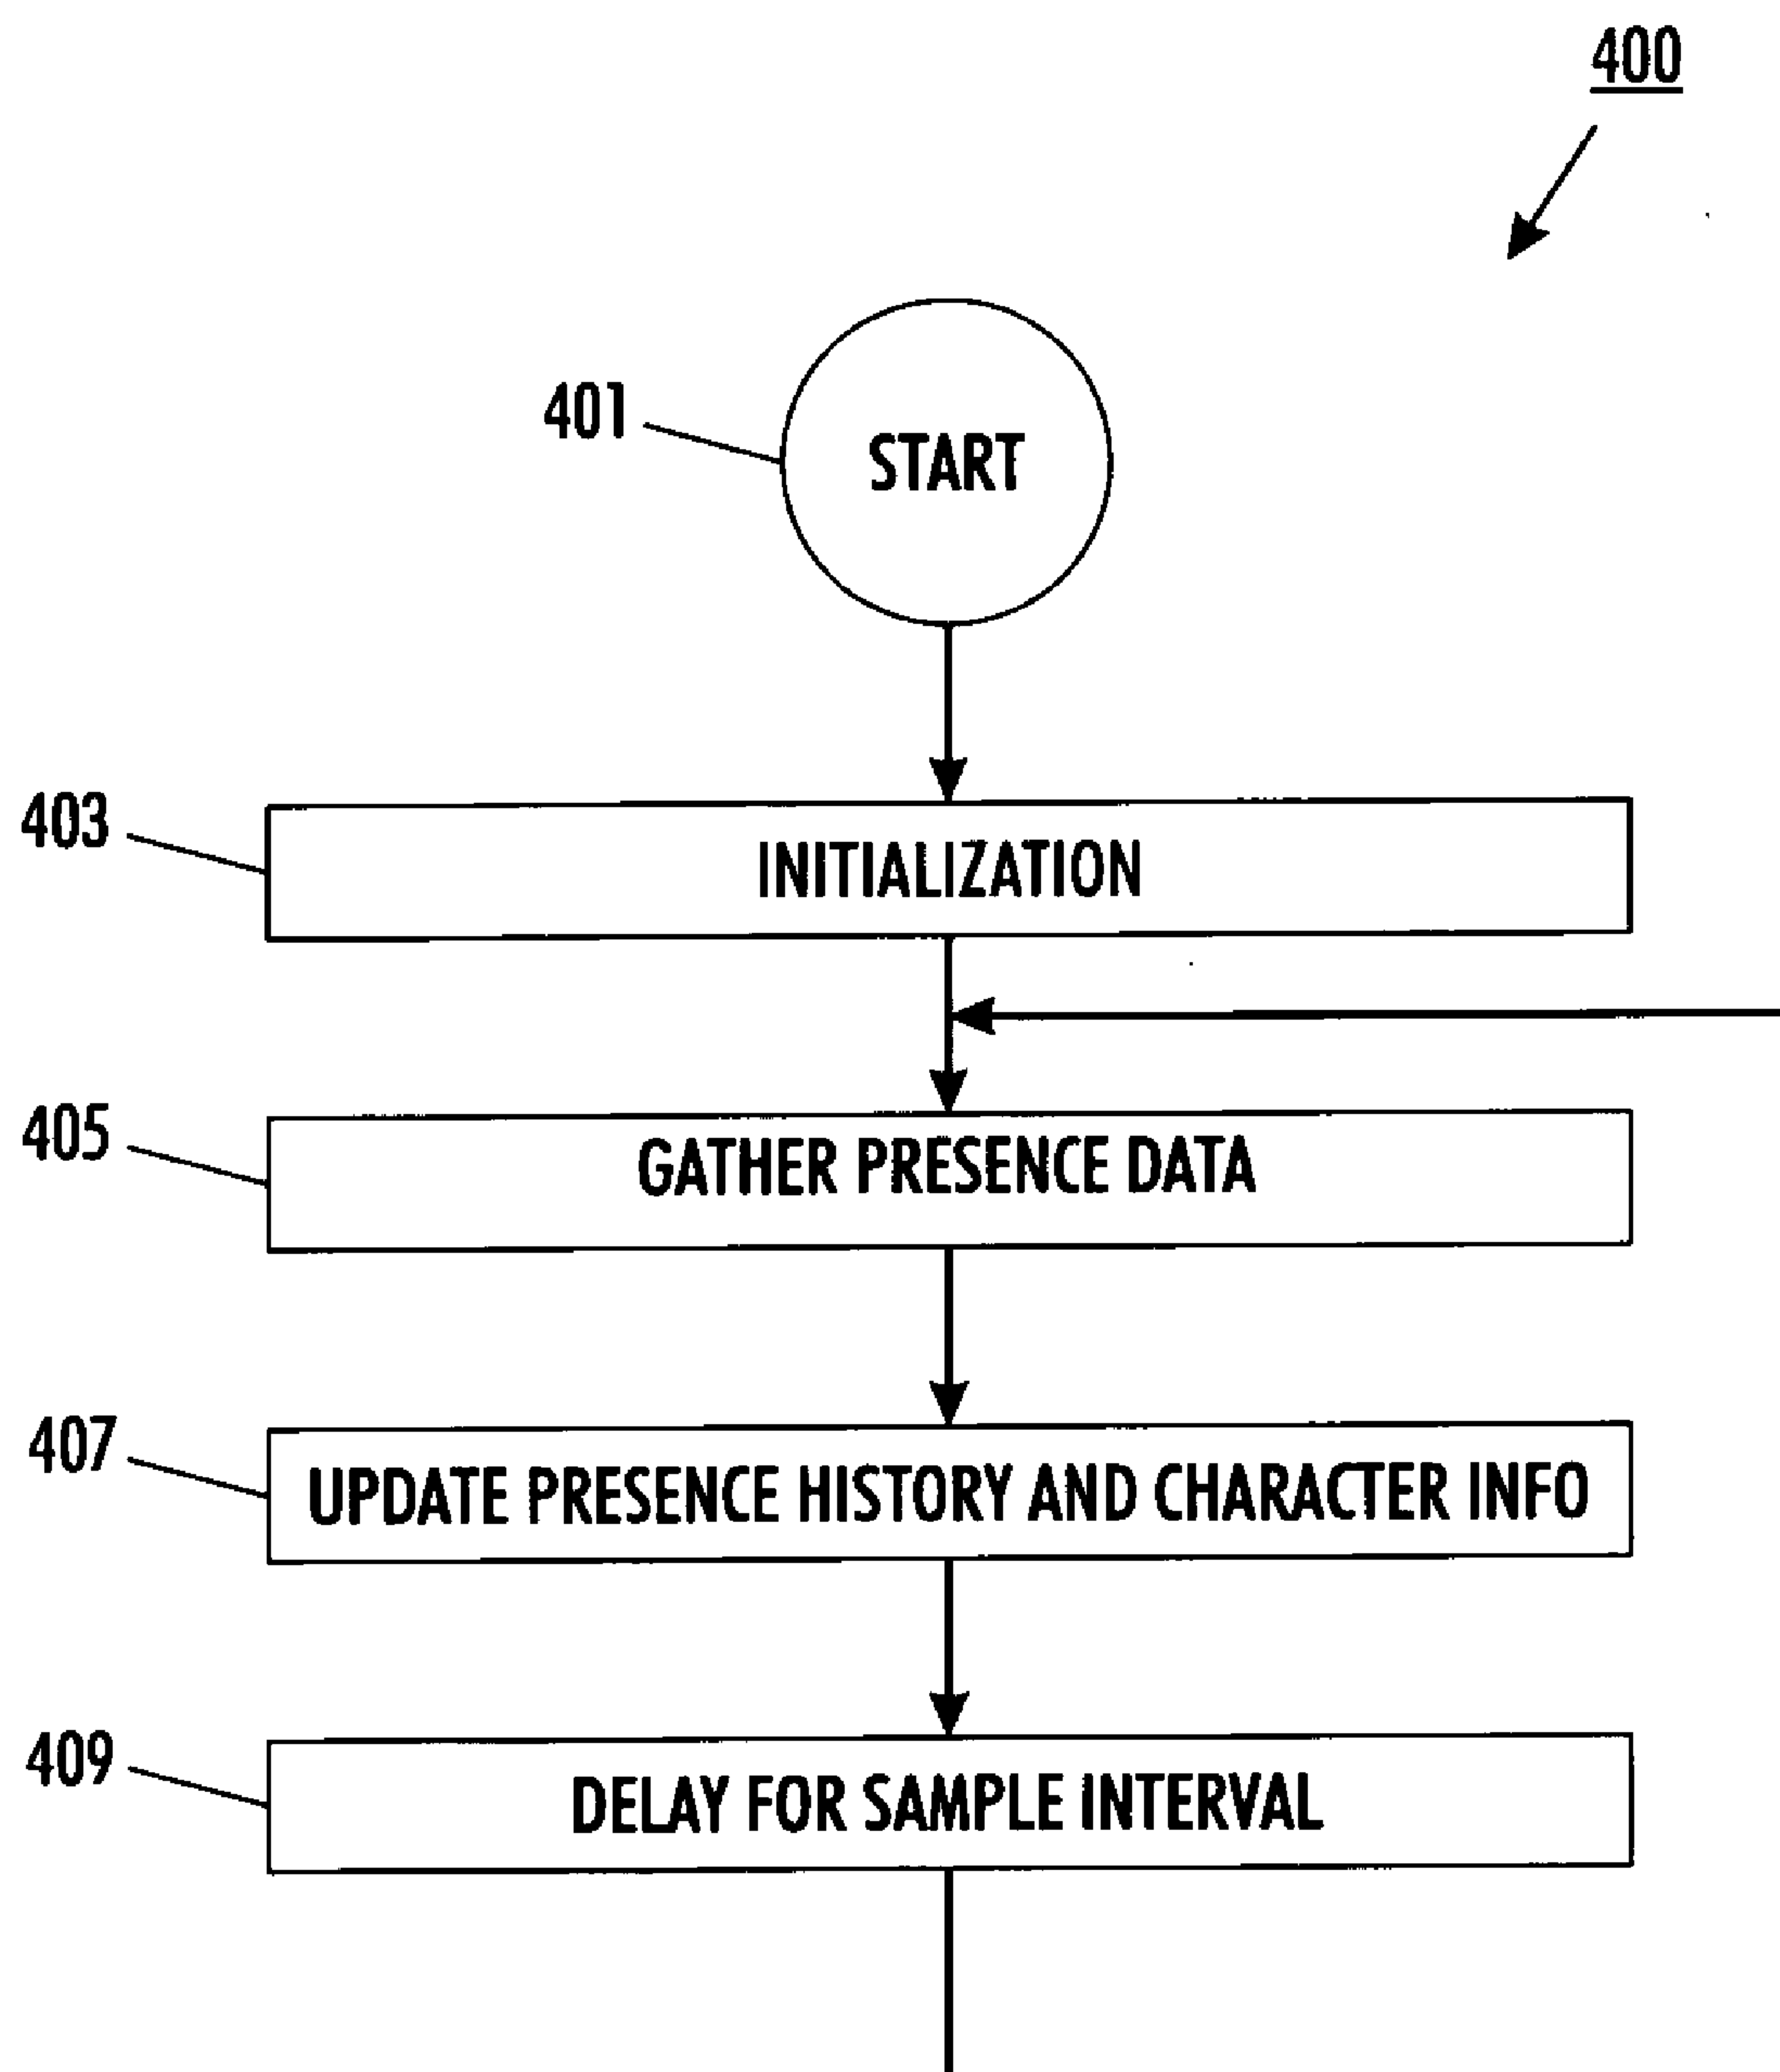 400
401
START
403
INITIALIZATION
405
GATHER PRESENCE DATA
407
UPDATE PRESENCE HISTORY AND CHARACTER INFO
409
DELAY FOR SAMPLE INTERVAL